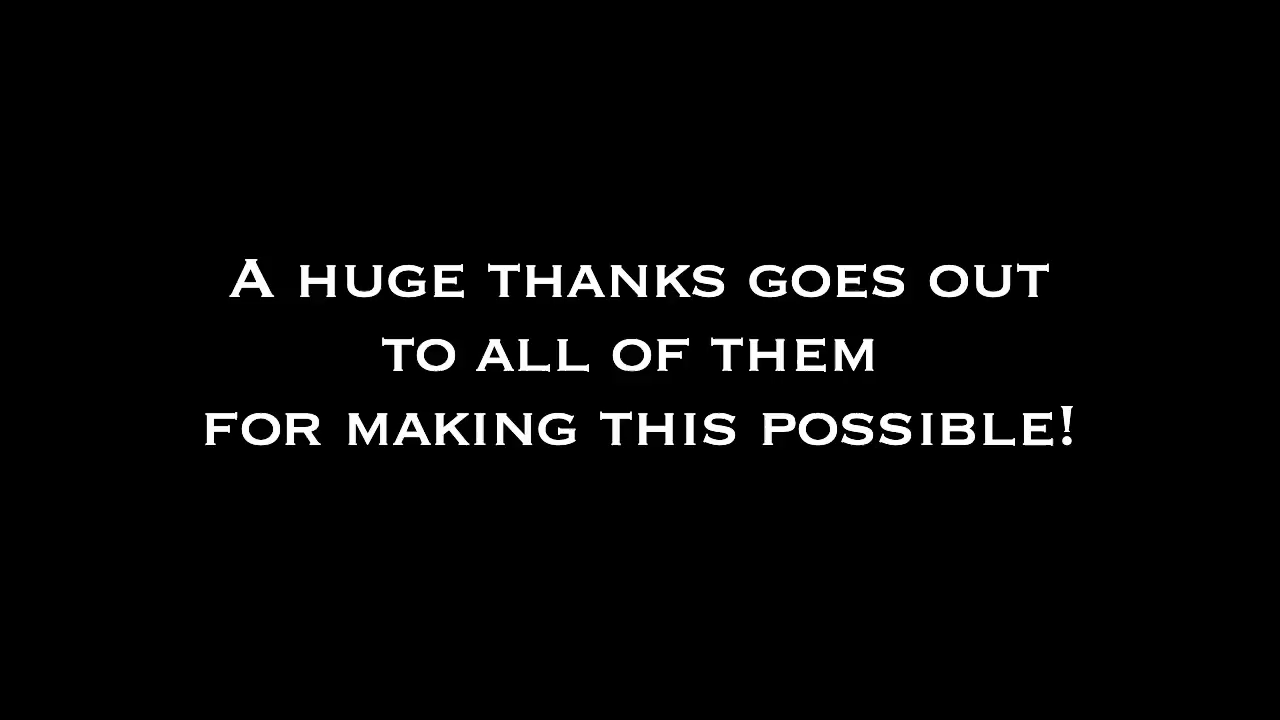 A HUGE THANKS GOES OUT
TO ALL OF THEM
FOR MAKING THIS POSSIBLE!